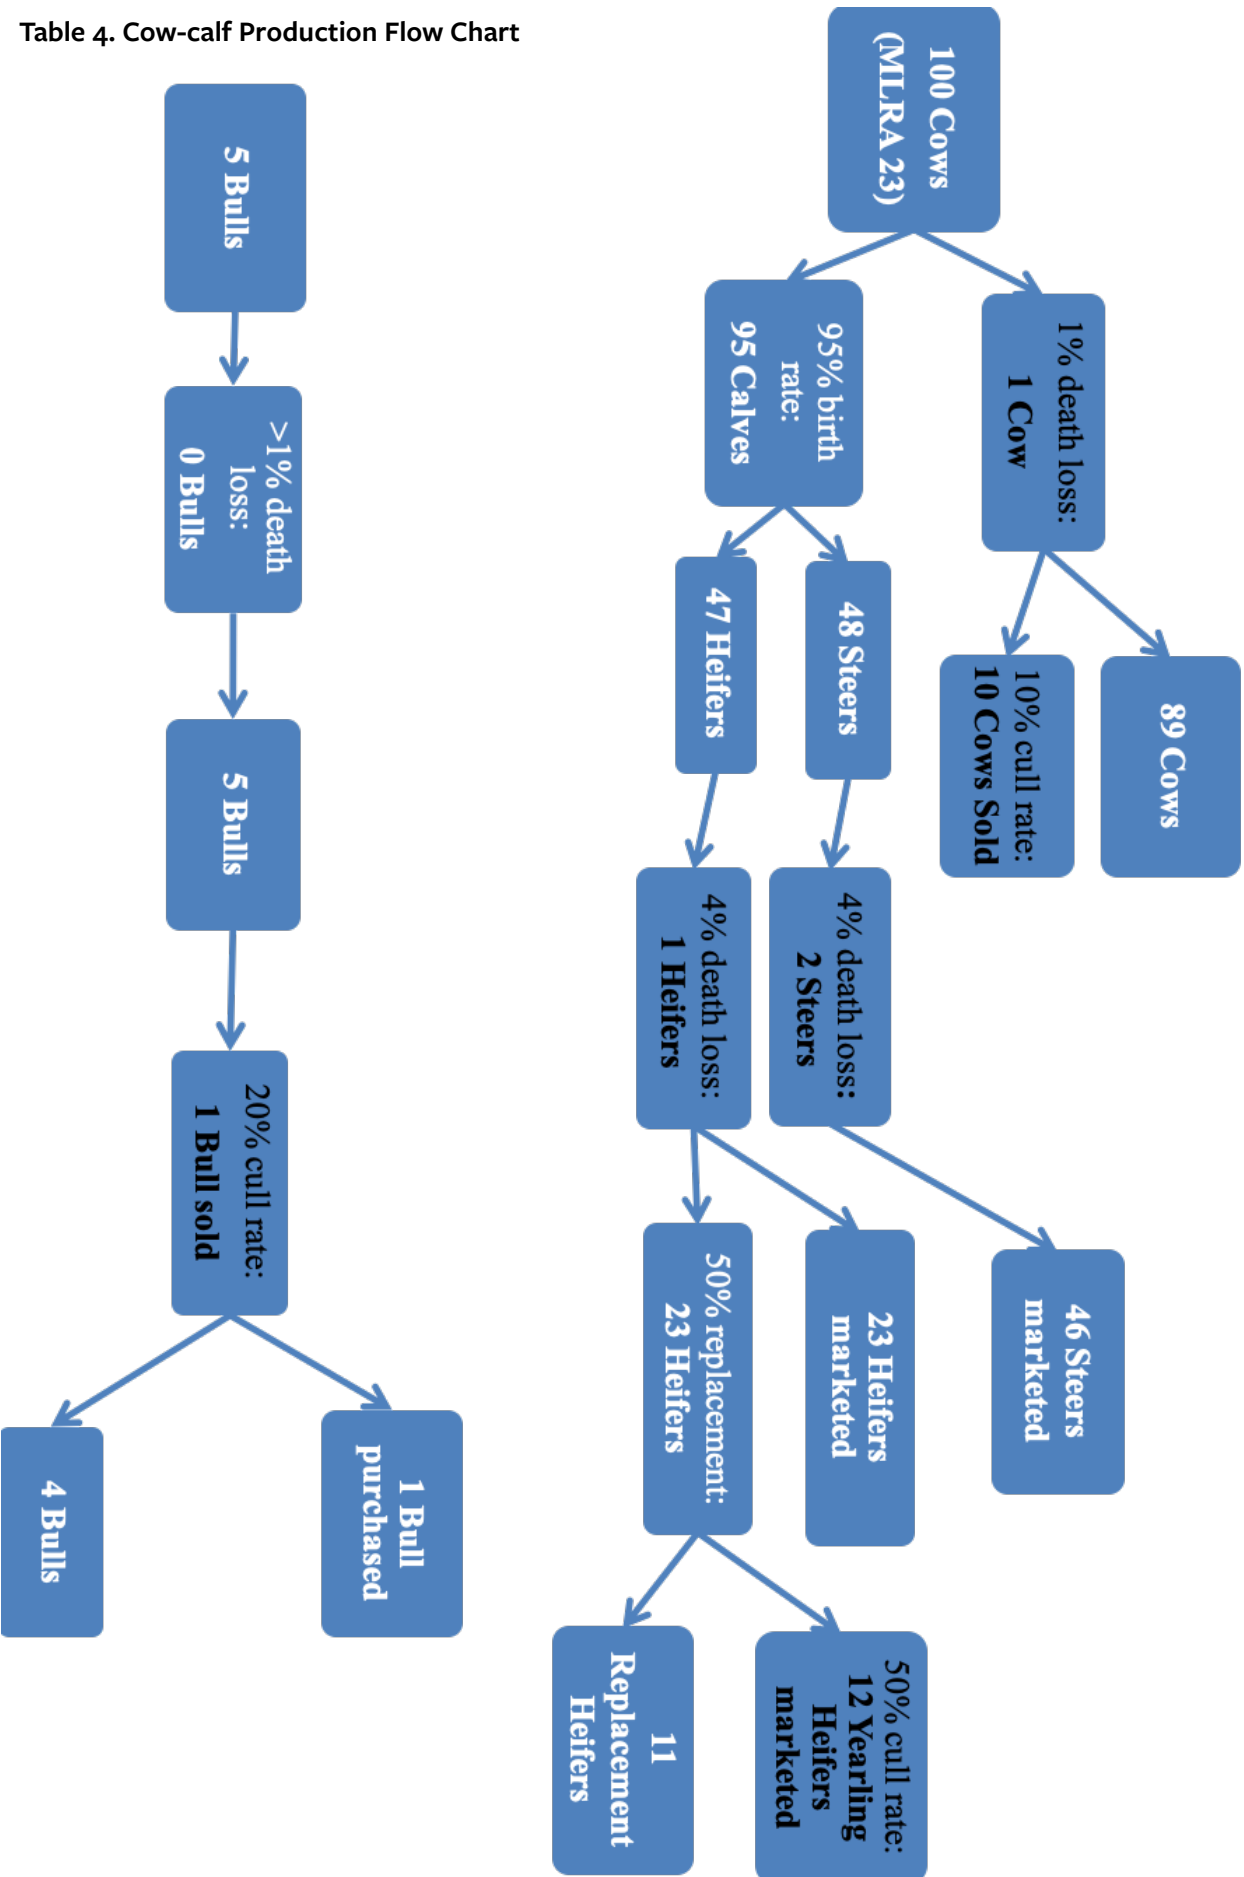 Table 4. Cow-calf Production Flow Chart
100 Cows
(MLRA 23)
1% death loss:
1 Cow
89 Cows
10% cull rate:
10 Cows Sold
95% birth
rate:
95 Calves
48 Steers
4% death loss:
2 Steers
46 Steers
marketed
47 Heifers
4% death loss:
1 Heifers
23 Heifers
marketed
50% replacement:
23 Heifers
50% cull rate:
12 Yearling
Heifers
marketed
11
Replacement
Heifers
5 Bulls
>1% death
loss:
0 Bulls
5 Bulls
20% cull rate:
1 Bull sold
1 Bull
purchased
4 Bulls